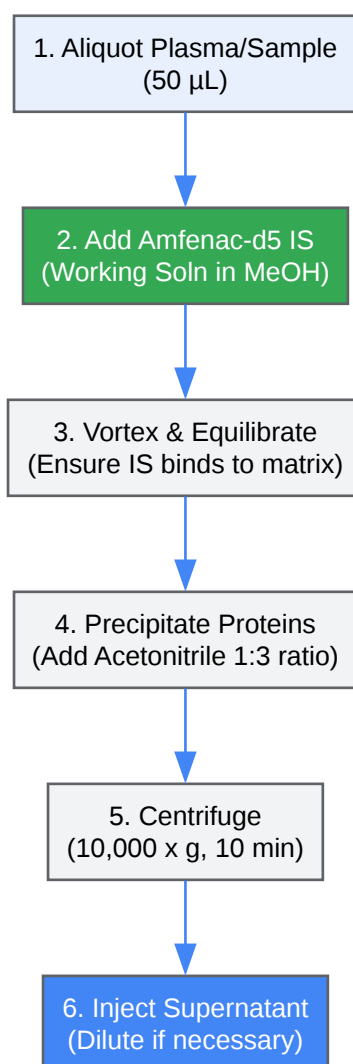 1. Aliquot Plasma/Sample
(50 µL)
2. Add Amfenac-d5 IS
(Working Soln in MeOH)
3. Vortex & Equilibrate
(Ensure IS binds to matrix)
4. Precipitate Proteins
(Add Acetonitrile 1:3 ratio)
5. Centrifuge
(10,000 x g, 10 min)
6. Inject Supernatant
(Dilute if necessary)